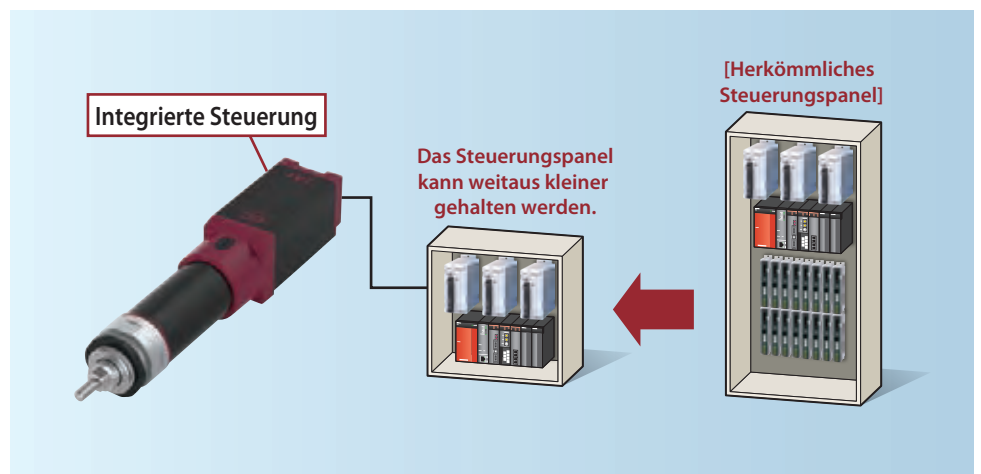 [Herkömmliches
Steuerungspanel]
Integrierte Steuerung
Das Steuerungspanel
kann weitaus kleiner
gehalten werden.